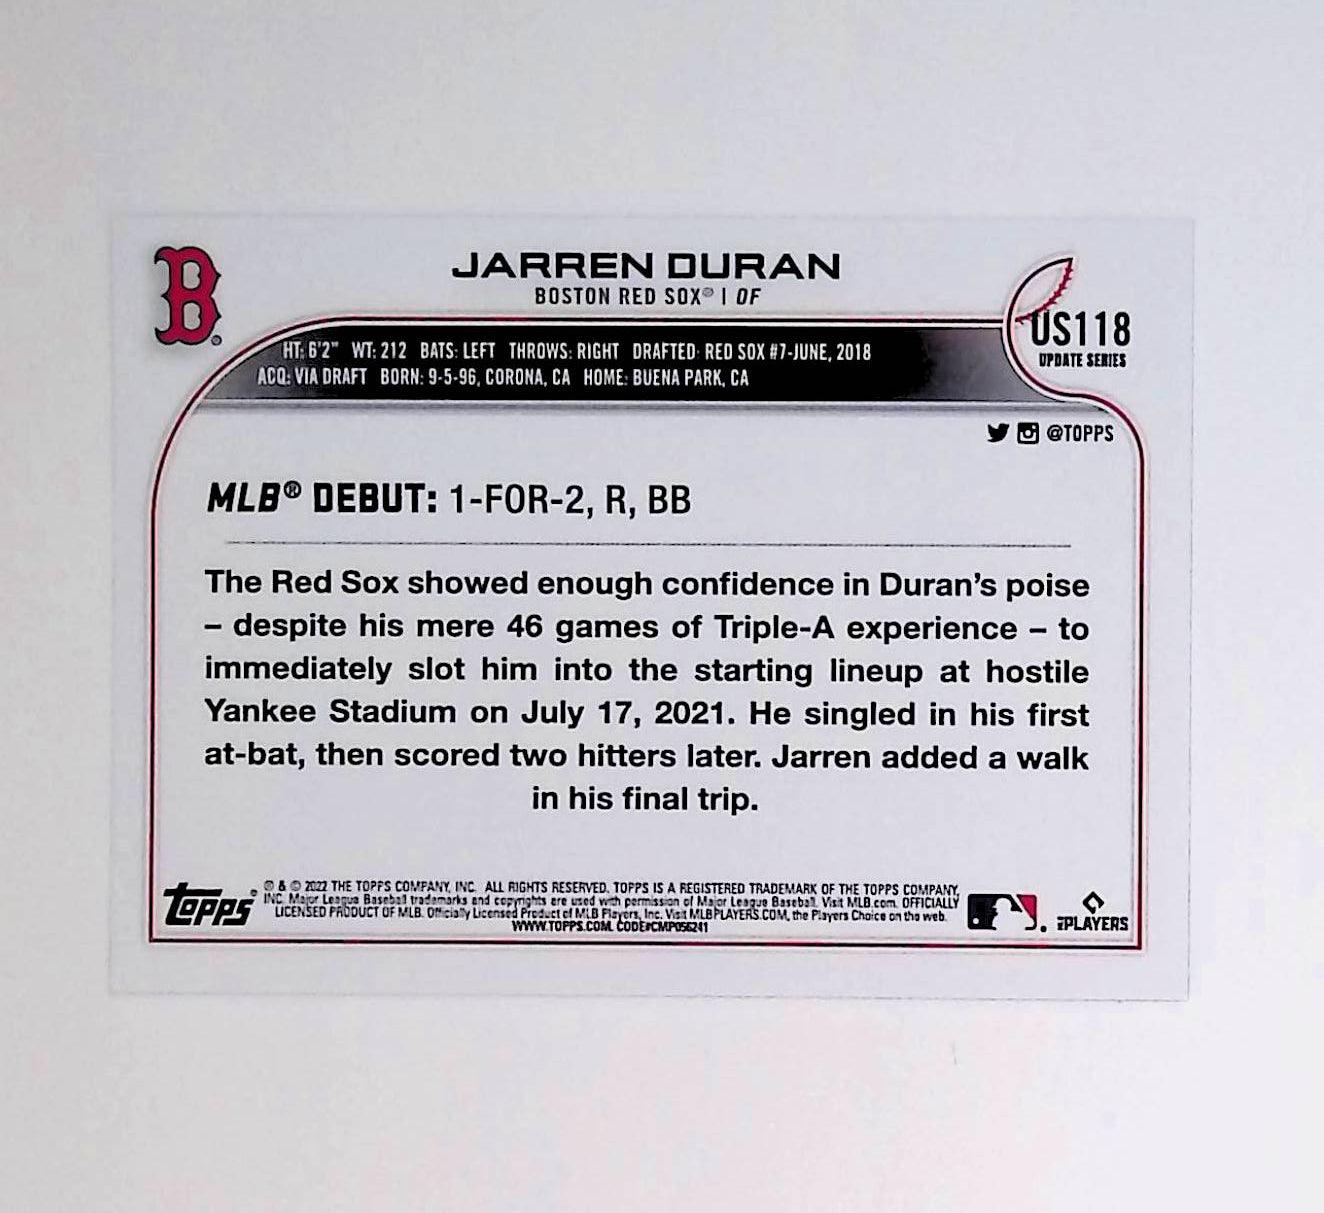 B
JARREN DURAN
BOSTON RED SOX® | OF
US118
UPDATE SERIES
HT: 6'2" WT: 212 BATS: LEFT THROWS: RIGHT DRAFTED: RED SOX #7-JUNE, 2018
ACQ: VIA DRAFT BORN: 9-5-96, CORONA, CA HOME: BUENA PARK, CA
@TOPPS
MLB® DEBUT: 1-FOR-2, R, BB
The Red Sox showed enough confidence in Duran's poise
– despite his mere 46 games of Triple-A experience – to
immediately slot him into the starting lineup at hostile
Yankee Stadium on July 17, 2021. He singled in his first
at-bat, then scored two hitters later. Jarren added a walk
in his final trip.
topps
® & © 2022 THE TOPPS COMPANY, INC. ALL RIGHTS RESERVED. TOPPS IS A REGISTERED TRADEMARK OF THE TOPPS COMPANY,
INC. Major League Baseball trademarks and copyrights are used with permission of Major League Baseball. Visit MLB.com. OFFICIALLY
LICENSED PRODUCT OF MLB. Officially Licensed Product of MLB Players, Inc. Visit MLBPLAYERS.COM, the Players Choice on the web.
WWW.TOPPS.COM. CODE#CMP056241
PLAYERS